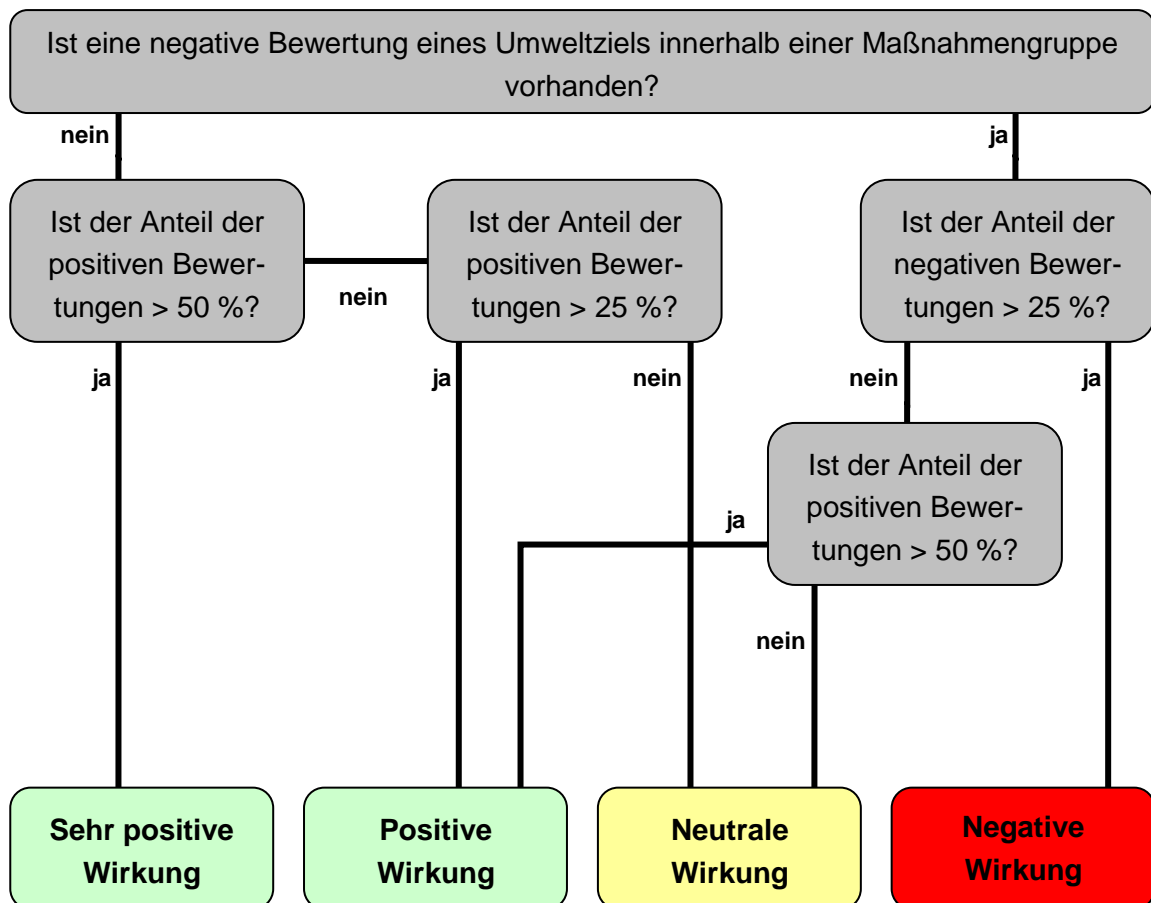 Ist eine negative Bewertung eines Umweltziels innerhalb einer Maßnahmengruppe
vorhanden?
nein
ja
Ist der Anteil der
positiven Bewer-
tungen > 50 %?
nein
Ist der Anteil der
positiven Bewer-
tungen > 25 %?
Ist der Anteil der
negativen Bewer-
tungen > 25 %?
ja
ja
nein
nein
ja
Ist der Anteil der
positiven Bewer-
tungen > 50 %?
ja
nein
Sehr positive
Wirkung
Positive
Wirkung
Neutrale
Wirkung
Negative
Wirkung